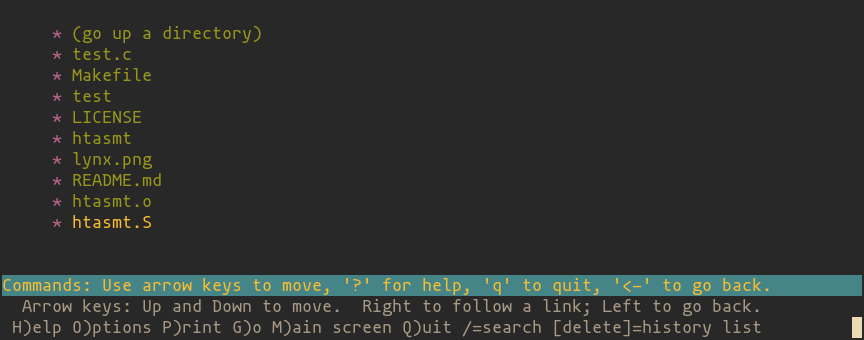 * (go up a directory)
* test.c
* Makefile
* test
* LICENSE
* htasmt
* lynx.png
* README.md
* htasmt.o
* htasmt.S
Commands: Use arrow keys to move, '?' for help, 'q' to quit, '<-' to go back.
Arrow keys: Up and Down to move.  Right to follow a link; Left to go back.
H)elp O)ptions P)rint G)o M)ain screen Q)uit /=search [delete]=history list